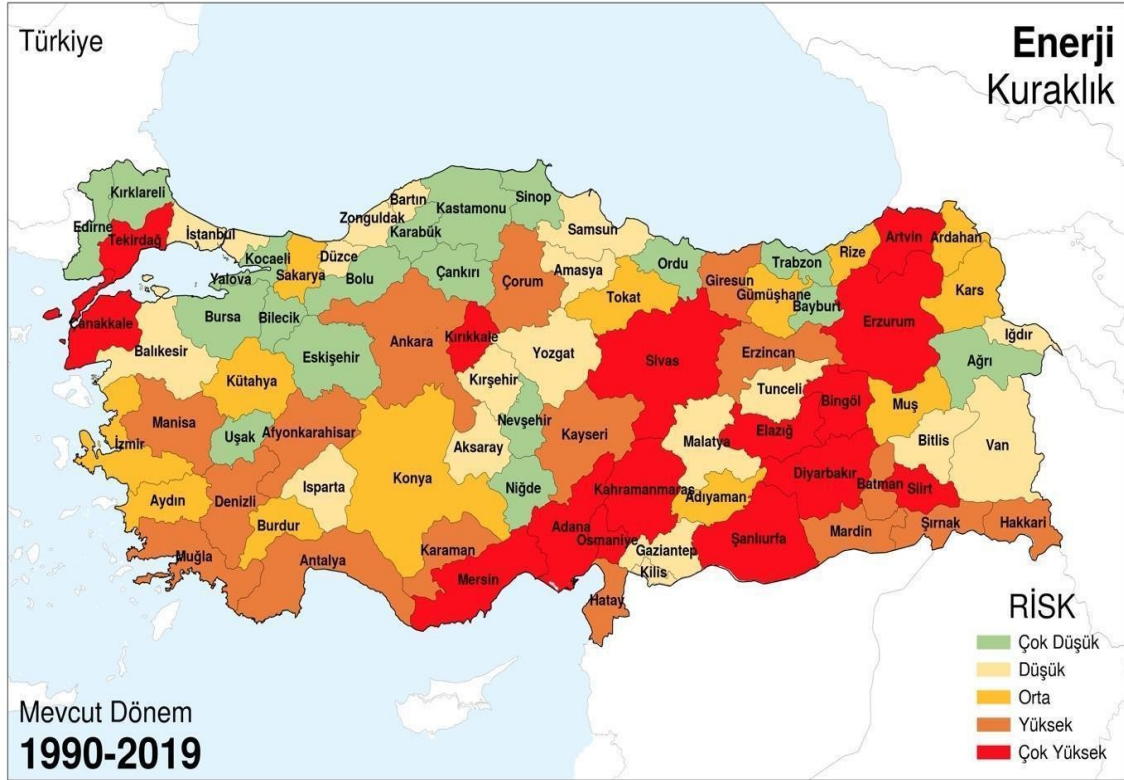 Türkiye
Enerji
Kuraklık
Kırklareli
Edirne
Tekirdağ
İstanbul
Kocaeli
Yalova
Sakarya
Düzce
Zonguldak
Bartın
Karabük
Kastamonu
Sinop
Bolu
Çankırı
Çorum
Samsun
Amasya
Tokat
Ordu
Giresun
Gümüşhane
Trabzon
Bayburt
Rize
Artvin
Ardahan
Kars
Erzurum
Iğdır
Ağrı
Çanakkale
Balıkesir
Bursa
Bilecik
Eskişehir
Kütahya
Ankara
Kırıkkale
Kırşehir
Yozgat
Sivas
Erzincan
Tunceli
Bingöl
Muş
Bitlis
Van
Manisa
İzmir
Uşak
Afyonkarahisar
Aksaray
Nevşehir
Kayseri
Malatya
Elazığ
Diyarbakır
Batman
Siirt
Aydın
Denizli
Isparta
Burdur
Konya
Niğde
Kahramanmaraş
Adıyaman
Muğla
Antalya
Karaman
Mersin
Adana
Osmaniye
Gaziantep
Kilis
Hatay
Şanlıurfa
Mardin
Şırnak
Hakkari
RİSK
Çok Düşük
Düşük
Orta
Yüksek
Çok Yüksek
Mevcut Dönem
1990-2019